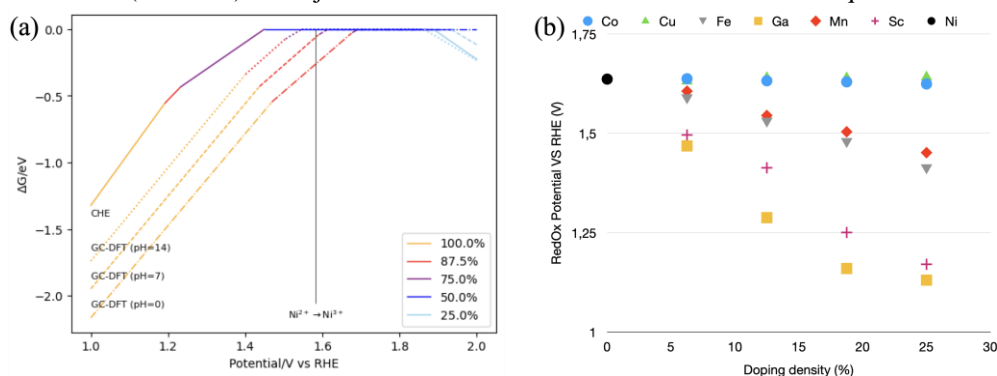 (a)
0.0
-0.5
-1.0
-1.5
-2.0
ΔG/eV
CHE
GC-DFT (pH=14)
GC-DFT (pH=7)
GC-DFT (pH=0)
Ni²⁺ → Ni³⁺
100.0%
87.5%
75.0%
50.0%
25.0%
1.0 1.2 1.4 1.6 1.8 2.0
Potential/V vs RHE
(b)
Co Cu Fe Ga Mn Sc Ni
1,75
1,5
1,25
1
RedOx Potential VS RHE (V)
0 5 10 15 20 25 30
Doping density (%)